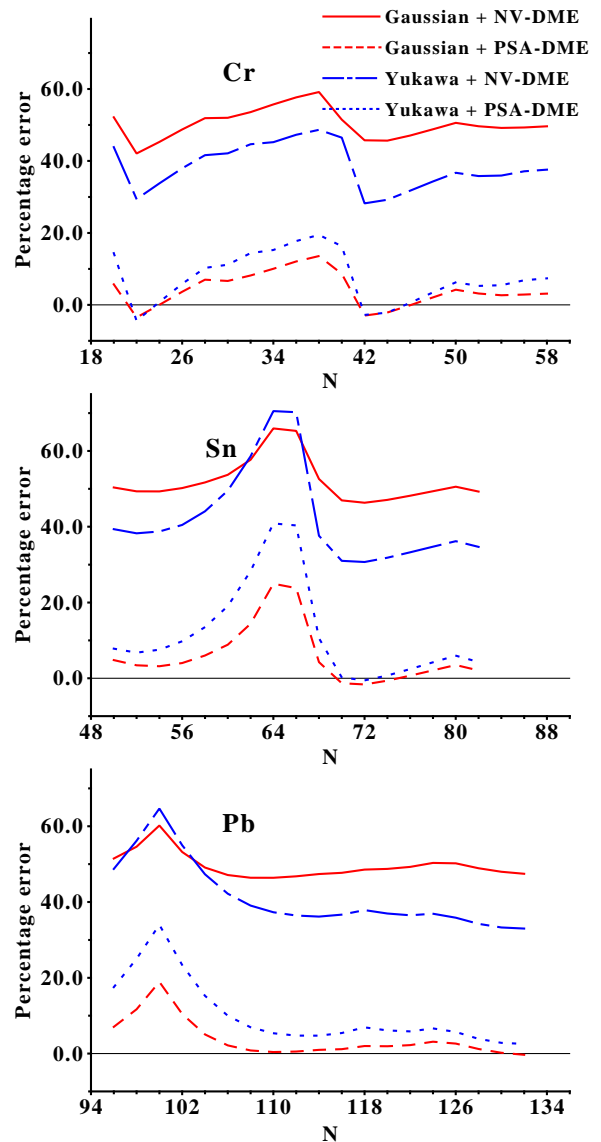 Gaussian + NV-DME
Gaussian + PSA-DME
Yukawa + NV-DME
Yukawa + PSA-DME
Cr
Percentage error
60.0
40.0
20.0
0.0
18 26 34 42 50 58
N
Sn
Percentage error
60.0
40.0
20.0
0.0
48 56 64 72 80 88
N
Pb
Percentage error
60.0
40.0
20.0
0.0
94 102 110 118 126 134
N